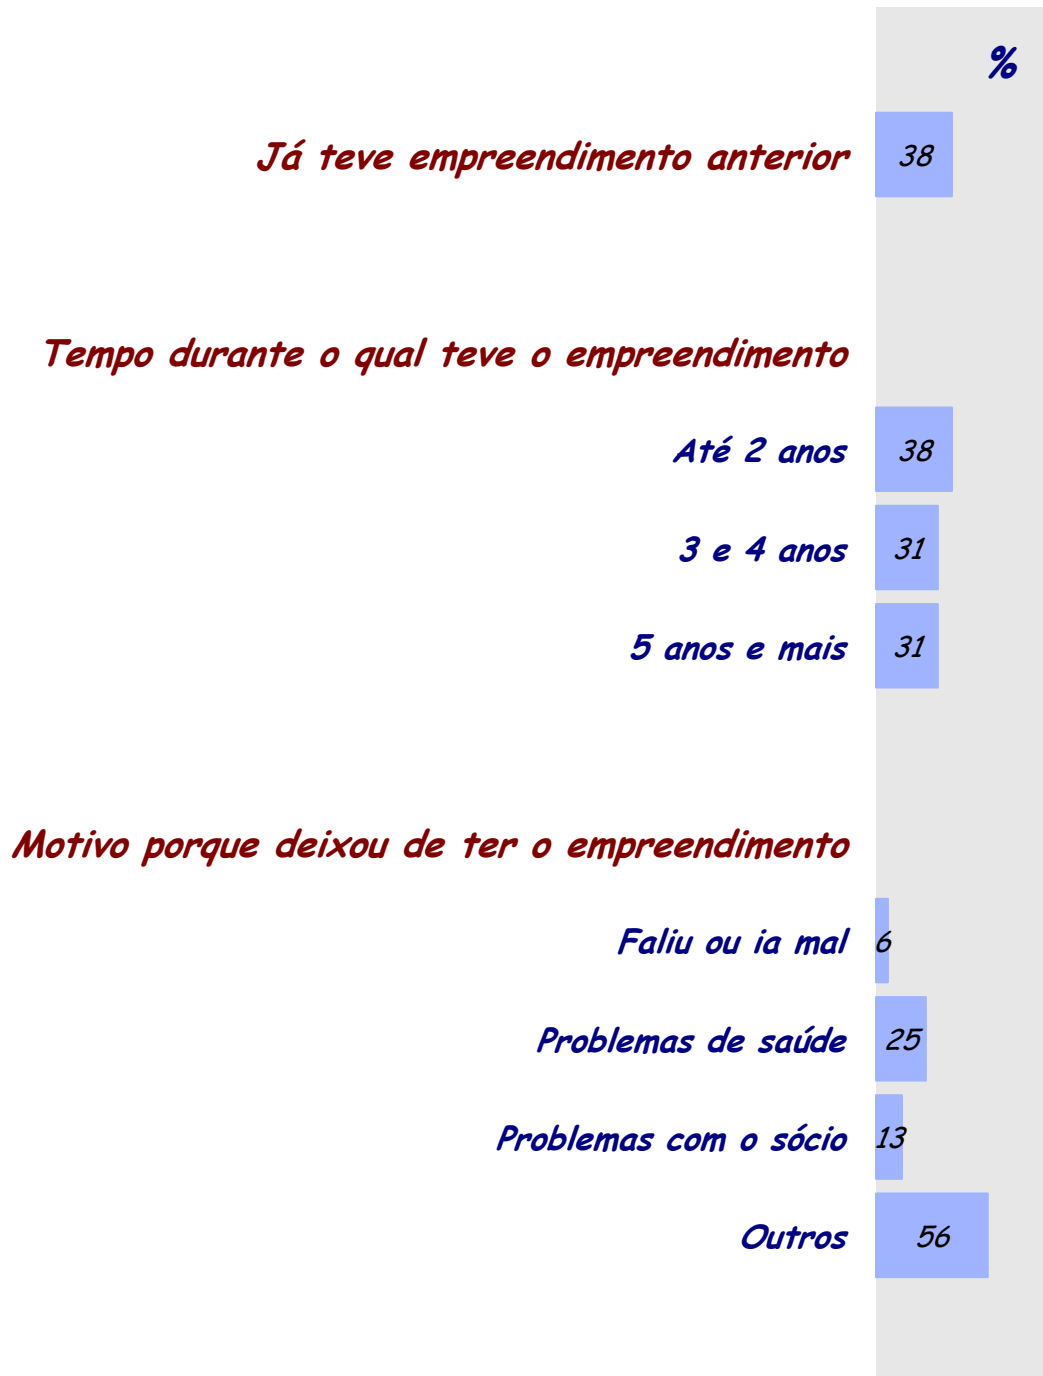 %
Já teve empreendimento anterior 38
Tempo durante o qual teve o empreendimento
Até 2 anos 38
3 e 4 anos 31
5 anos e mais 31
Motivo porque deixou de ter o empreendimento
Faliu ou ia mal 6
Problemas de saúde 25
Problemas com o sócio 13
Outros 56